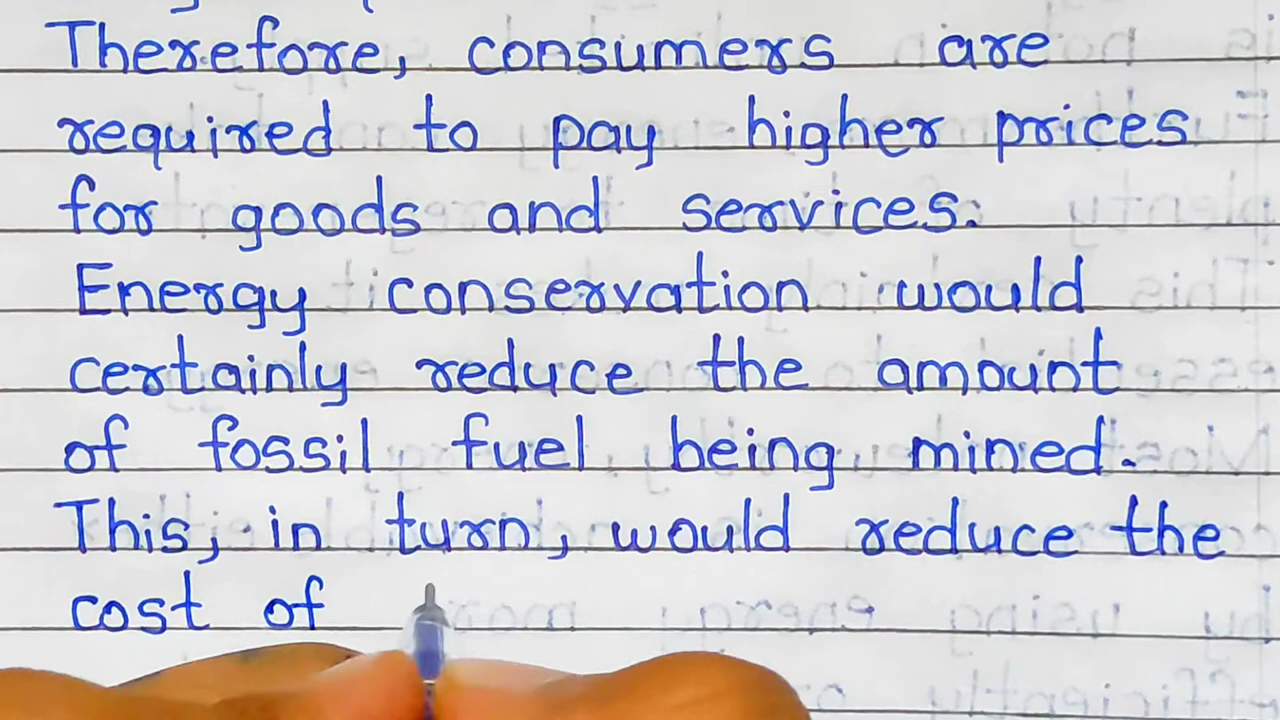 Therefore, consumers are
required to pay higher prices
for goods and services.
Energy conservation would
certainly reduce the amount
of fossil fuel being mined.
This, in turn, would reduce the
cost of